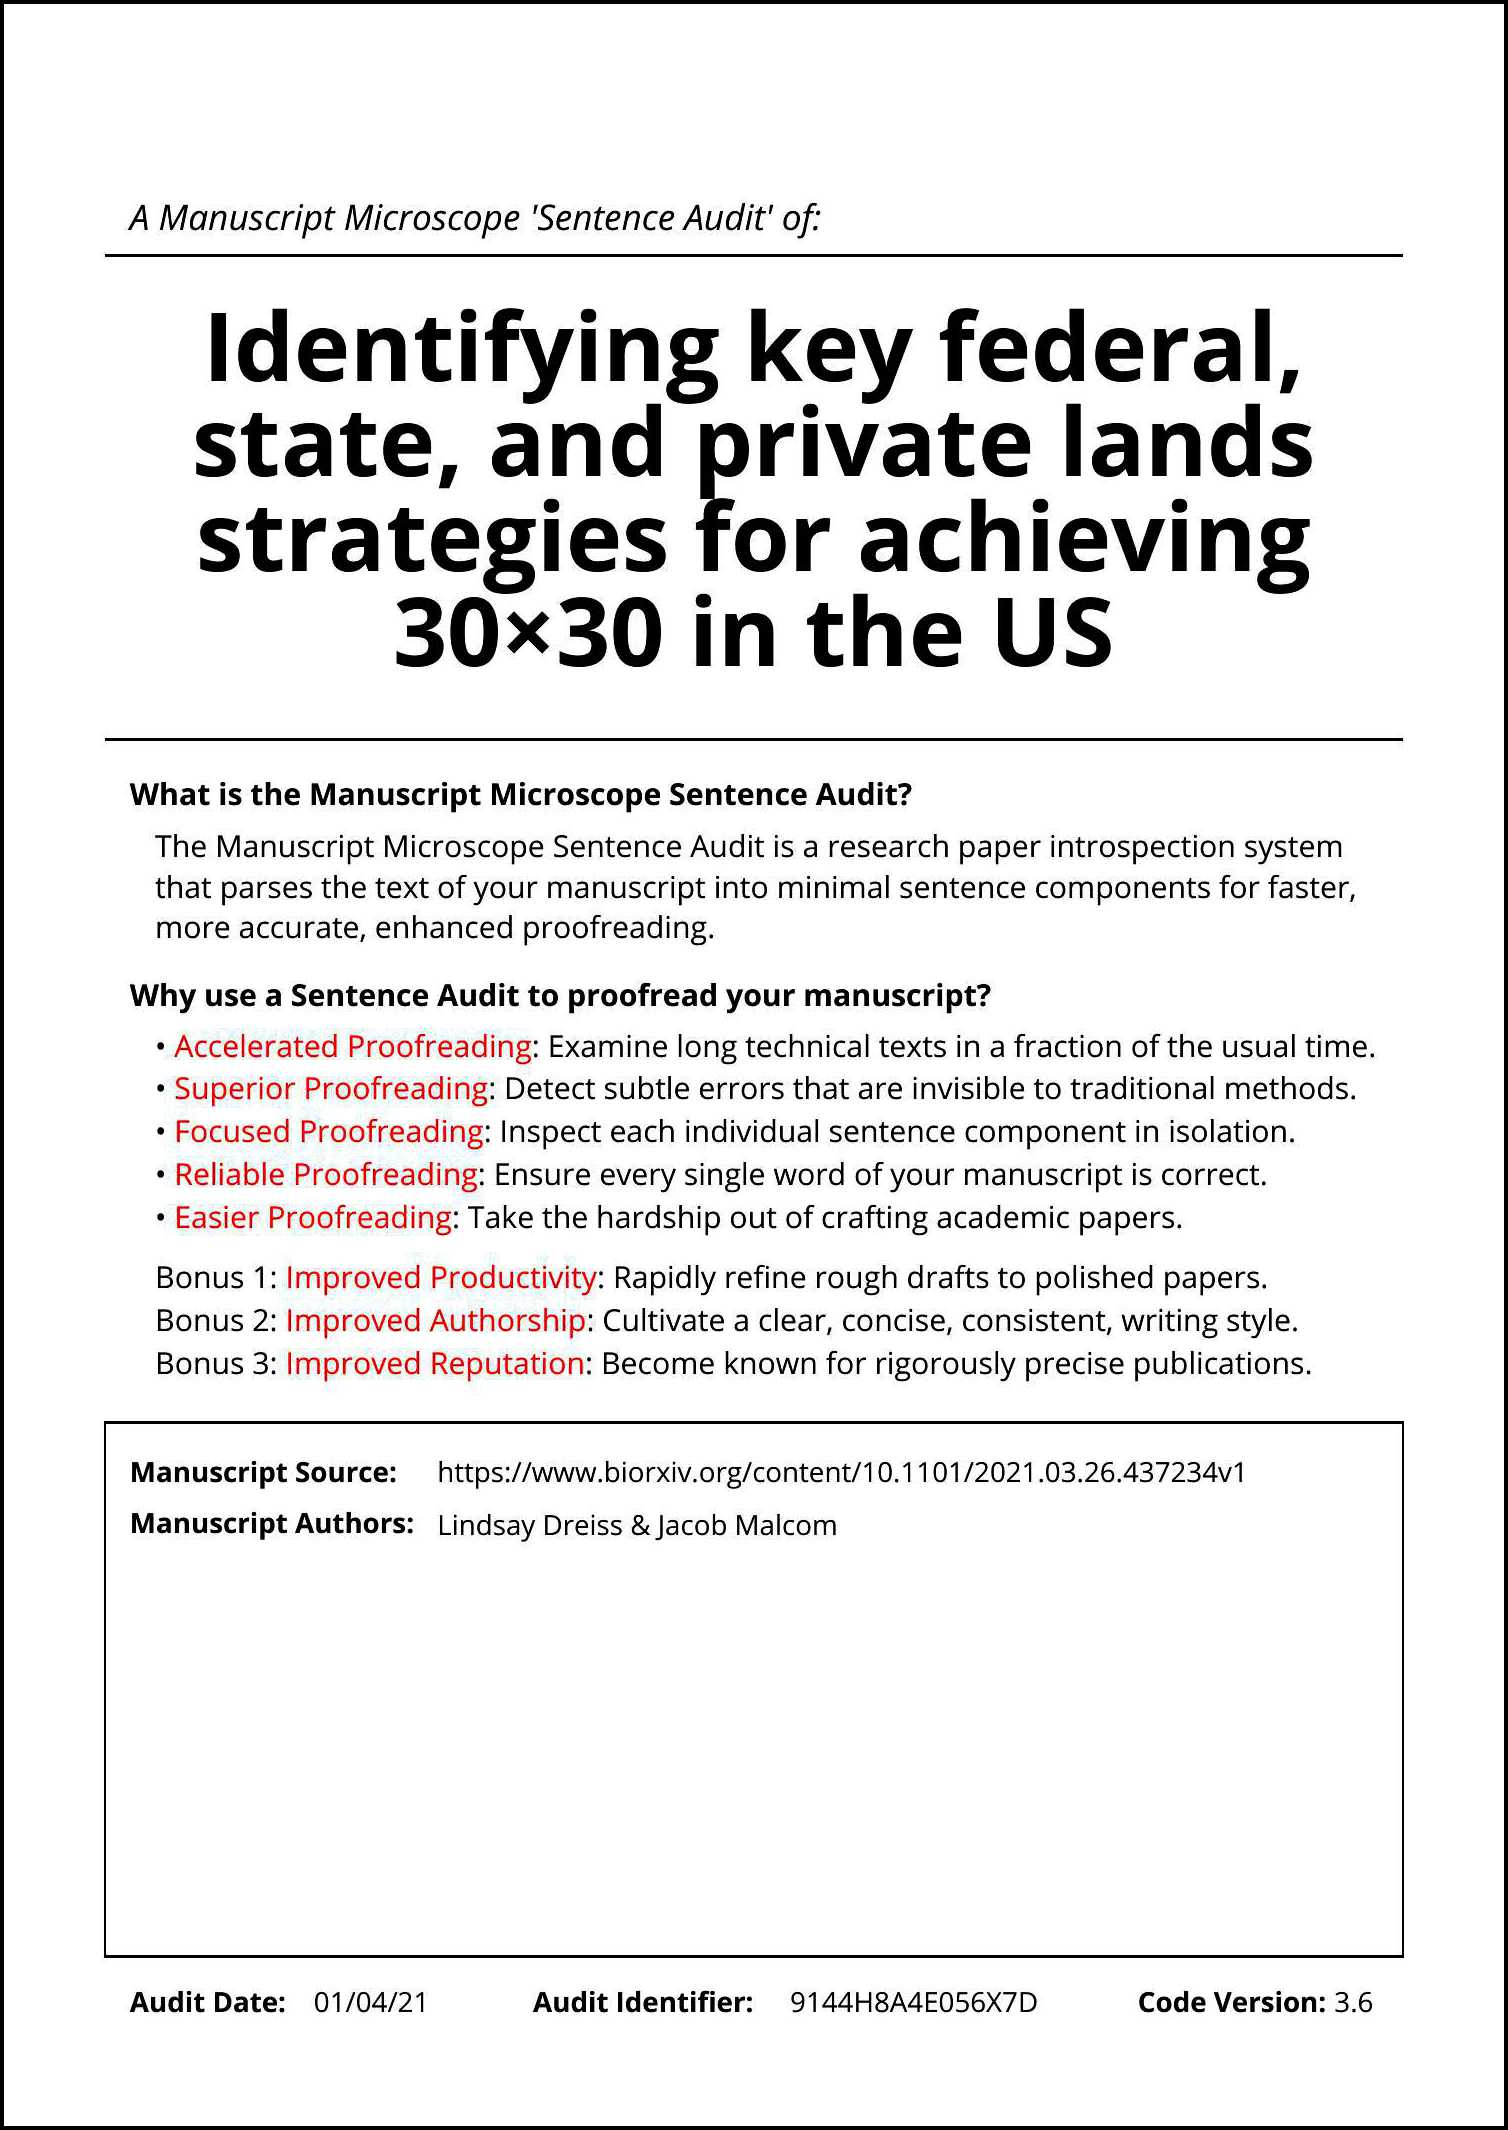 A Manuscript Microscope 'Sentence Audit' of:
Identifying key federal,
state, and private lands
strategies for achieving
30×30 in the US
What is the Manuscript Microscope Sentence Audit?
The Manuscript Microscope Sentence Audit is a research paper introspection system
that parses the text of your manuscript into minimal sentence components for faster,
more accurate, enhanced proofreading.
Why use a Sentence Audit to proofread your manuscript?
• Accelerated Proofreading: Examine long technical texts in a fraction of the usual time.
• Superior Proofreading: Detect subtle errors that are invisible to traditional methods.
• Focused Proofreading: Inspect each individual sentence component in isolation.
• Reliable Proofreading: Ensure every single word of your manuscript is correct.
• Easier Proofreading: Take the hardship out of crafting academic papers.
Bonus 1: Improved Productivity: Rapidly refine rough drafts to polished papers.
Bonus 2: Improved Authorship: Cultivate a clear, concise, consistent, writing style.
Bonus 3: Improved Reputation: Become known for rigorously precise publications.
Manuscript Source: https://www.biorxiv.org/content/10.1101/2021.03.26.437234v1
Manuscript Authors: Lindsay Dreiss & Jacob Malcom
Audit Date: 01/04/21 Audit Identifier: 9144H8A4E056X7D Code Version: 3.6